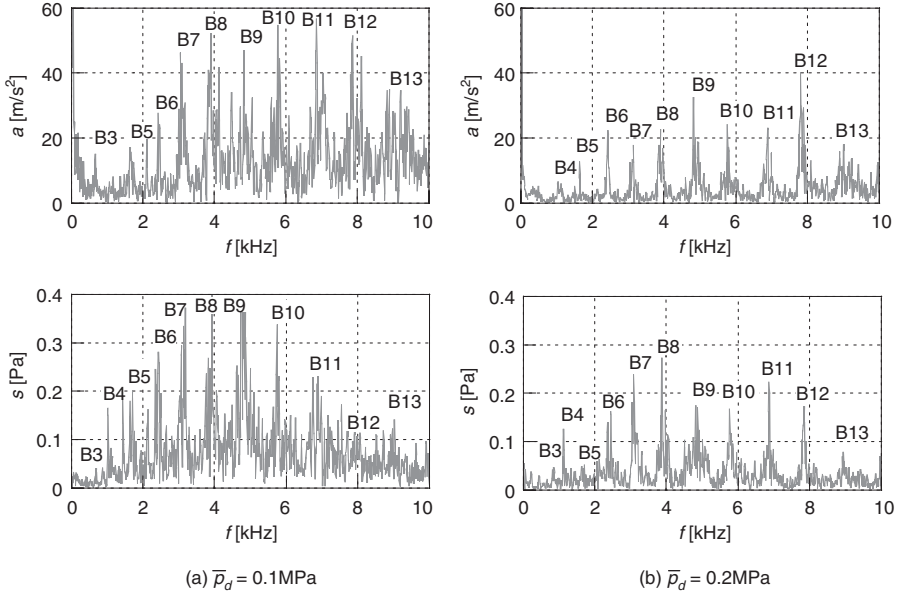 60
40
20
0
a [m/s²]
B3 B5 B6 B7 B8 B9 B10 B11 B12 B13
0 2 4 6 8 10
f [kHz]
60
40
20
0
a [m/s²]
B4 B5 B6 B7 B8 B9 B10 B11 B12 B13
0 2 4 6 8 10
f [kHz]
0.4
0.3
0.2
0.1
0
s [Pa]
B3 B4 B5 B6 B7 B8 B9 B10 B11 B12 B13
0 2 4 6 8 10
f [kHz]
0.4
0.3
0.2
0.1
0
s [Pa]
B3 B4 B5 B6 B7 B8 B9 B10 B11 B12 B13
0 2 4 6 8 10
f [kHz]
(a) p̅d = 0.1MPa
(b) p̅d = 0.2MPa